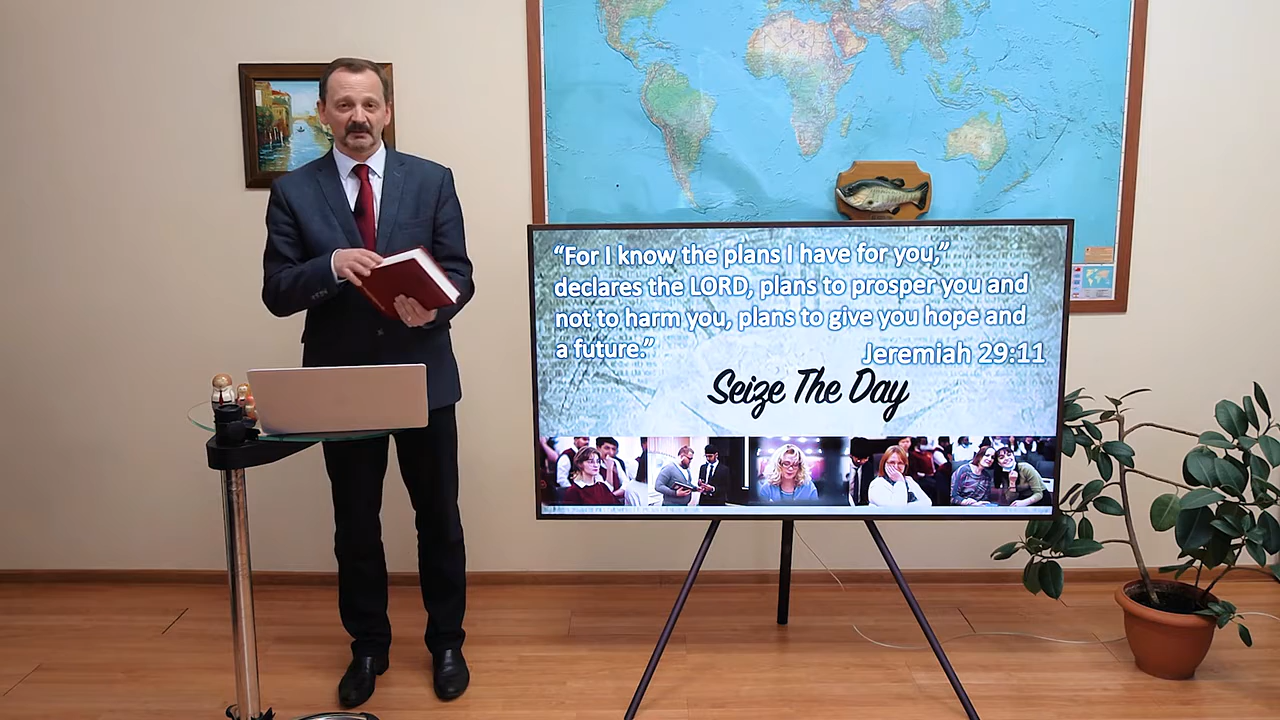 “For I know the plans I have for you,”
declares the LORD, plans to prosper you and
not to harm you, plans to give you hope and
a future.”
Jeremiah 29:11
Seize The Day